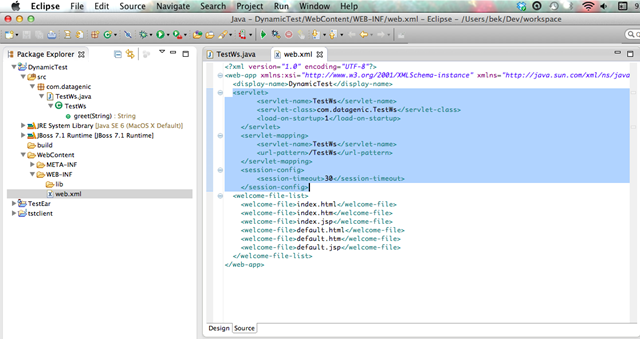 Eclipse File Edit Source Navigate Search Project Run Window Help
Java - DynamicTest/WebContent/WEB-INF/web.xml - Eclipse - /Users/bek/Dev/workspace
Package Explorer
DynamicTest
src
com.datagenic
TestWs.java
TestWs
greet(String) : String
JRE System Library [Java SE 6 (MacOS X Default)
JBoss 7.1 Runtime [JBoss 7.1 Runtime]
build
WebContent
META-INF
WEB-INF
lib
web.xml
TestEar
tstclient
TestWs.java
web.xml
<?xml version="1.0" encoding="UTF-8"?>
<web-app xmlns:xsi="http://www.w3.org/2001/XMLSchema-instance" xmlns="http://java.sun.com/xml/ns/java
<display-name>DynamicTest</display-name>
<servlet>
<servlet-name>TestWs</servlet-name>
<servlet-class>com.datagenic.TestWs</servlet-class>
<load-on-startup>1</load-on-startup>
</servlet>
<servlet-mapping>
<servlet-name>TestWs</servlet-name>
<url-pattern>/TestWs</url-pattern>
</servlet-mapping>
<session-config>
<session-timeout>30</session-timeout>
</session-config>
<welcome-file-list>
<welcome-file>index.html</welcome-file>
<welcome-file>index.htm</welcome-file>
<welcome-file>index.jsp</welcome-file>
<welcome-file>default.html</welcome-file>
<welcome-file>default.htm</welcome-file>
<welcome-file>default.jsp</welcome-file>
</welcome-file-list>
</web-app>
Design Source